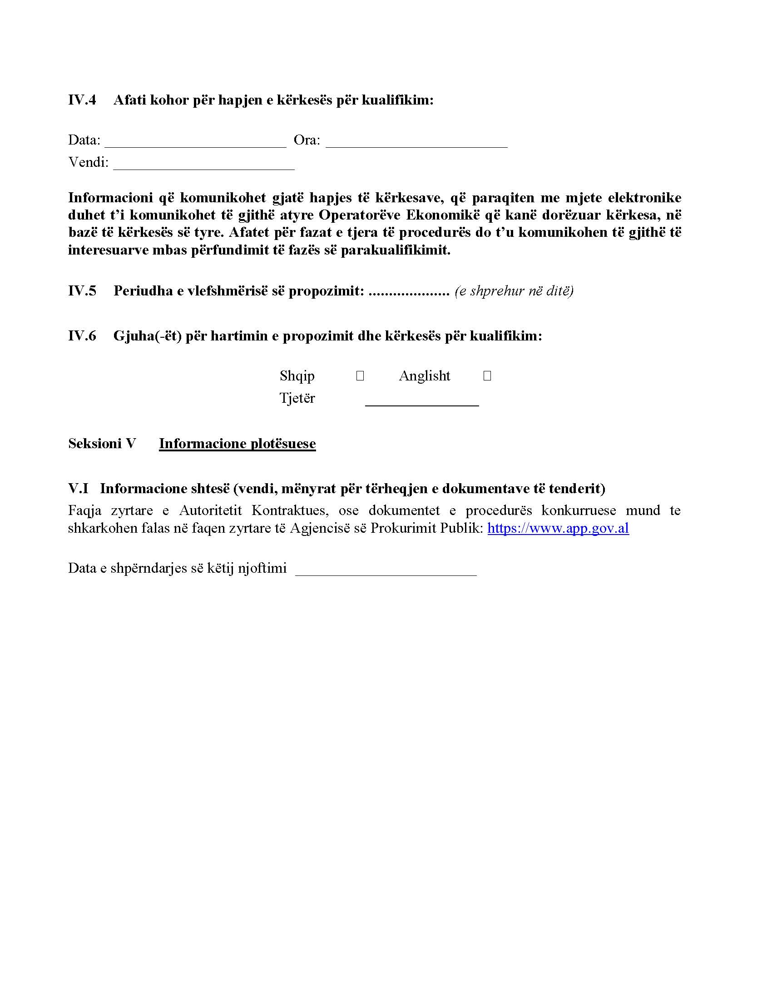 IV.4 Afati kohor për hapjen e kërkesës për kualifikim:
Data: ________________________ Ora: ________________________
Vendi: ________________________
Informacioni që komunikohet gjatë hapjes të kërkesave, që paraqiten me mjete elektronike
duhet t’i komunikohet të gjithë atyre Operatorëve Ekonomikë që kanë dorëzuar kërkesa, në
bazë të kërkesës së tyre. Afatet për fazat e tjera të procedurës do t’u komunikohen të gjithë të
interesuarve mbas përfundimit të fazës së parakualifikimit.
IV.5 Periudha e vlefshmërisë së propozimit: .................... (e shprehur në ditë)
IV.6 Gjuha(-ët) për hartimin e propozimit dhe kërkesës për kualifikim:
Shqip □ Anglisht □
Tjetër _______________
Seksioni V Informacione plotësuese
V.I Informacione shtesë (vendi, mënyrat për tërheqjen e dokumentave të tenderit)
Faqja zyrtare e Autoritetit Kontraktues, ose dokumentet e procedurës konkurruese mund te
shkarkohen falas në faqen zyrtare të Agjencisë së Prokurimit Publik: https://www.app.gov.al
Data e shpërndarjes së këtij njoftimi ________________________